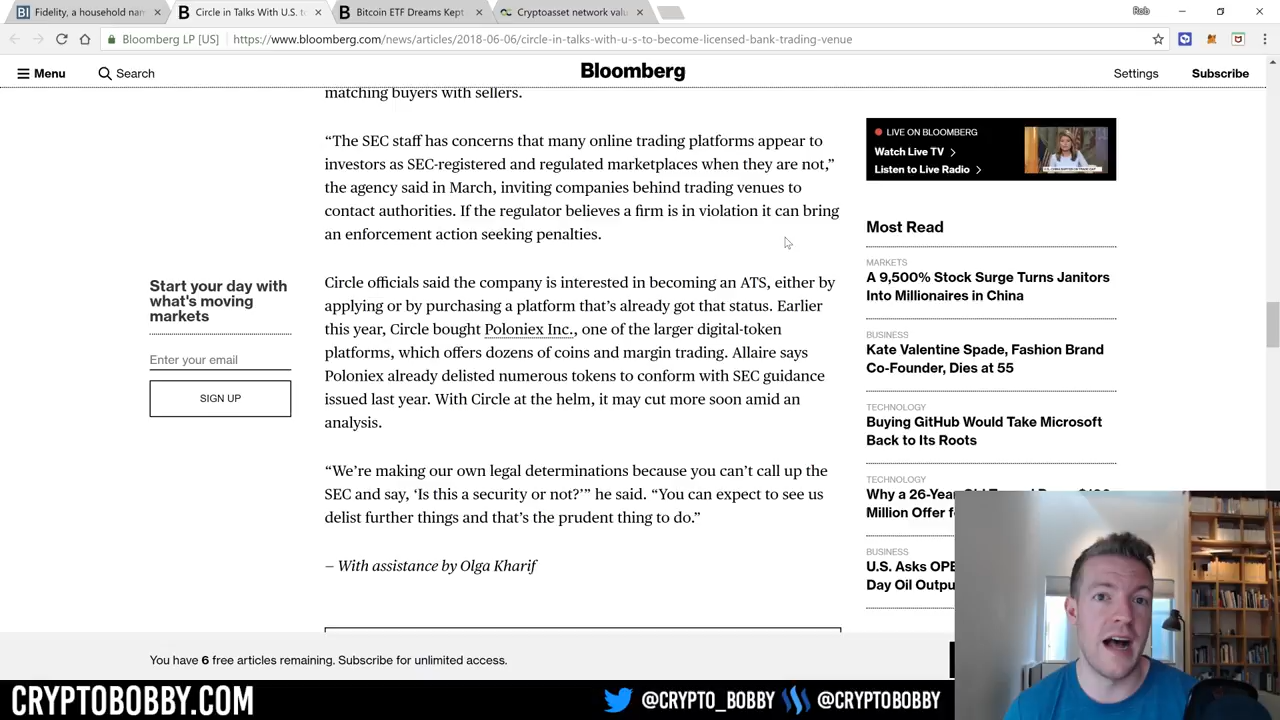 Fidelity, a household nam
Circle in Talks With U.S. t
Bitcoin ETF Dreams Kept
Cryptoasset network valu
Rob
Bloomberg LP [US]
https://www.bloomberg.com/news/articles/2018-06-06/circle-in-talks-with-u-s-to-become-licensed-bank-trading-venue
Menu
Search
Bloomberg
Settings
Subscribe
matching buyers with sellers.
“The SEC staff has concerns that many online trading platforms appear to
investors as SEC-registered and regulated marketplaces when they are not,”
the agency said in March, inviting companies behind trading venues to
contact authorities. If the regulator believes a firm is in violation it can bring
an enforcement action seeking penalties.
Circle officials said the company is interested in becoming an ATS, either by
applying or by purchasing a platform that’s already got that status. Earlier
this year, Circle bought Poloniex Inc., one of the larger digital-token
platforms, which offers dozens of coins and margin trading. Allaire says
Poloniex already delisted numerous tokens to conform with SEC guidance
issued last year. With Circle at the helm, it may cut more soon amid an
analysis.
“We’re making our own legal determinations because you can’t call up the
SEC and say, ‘Is this a security or not?’” he said. “You can expect to see us
delist further things and that’s the prudent thing to do.”
— With assistance by Olga Kharif
Start your day with
what's moving
markets
Enter your email
SIGN UP
LIVE ON BLOOMBERG
Watch Live TV
Listen to Live Radio
Most Read
MARKETS
A 9,500% Stock Surge Turns Janitors
Into Millionaires in China
BUSINESS
Kate Valentine Spade, Fashion Brand
Co-Founder, Dies at 55
TECHNOLOGY
Buying GitHub Would Take Microsoft
Back to Its Roots
TECHNOLOGY
Why a 26-Yea
Million Offer f
BUSINESS
U.S. Asks OPE
Day Oil Outpu
You have 6 free articles remaining. Subscribe for unlimited access.
CRYPTOBOBBY.COM
@CRYPTO_BOBBY
@CRYPTOBOBBY